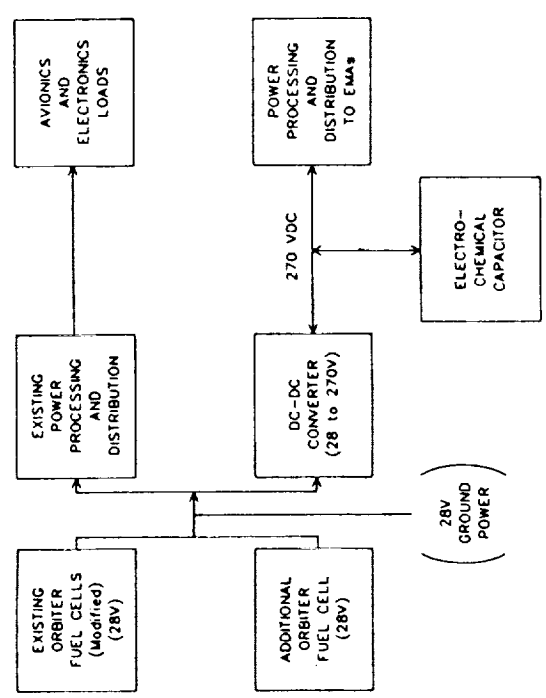 EXISTING
ORBITER
FUEL CELLS
(Modified)
(28V)
EXISTING
POWER
PROCESSING
AND
DISTRIBUTION
AVIONICS
AND
ELECTRONICS
LOADS
ADDITIONAL
ORBITER
FUEL CELL
(28V)
DC-DC
CONVERTER
(28 to 270V)
270 VDC
POWER
PROCESSING
AND
DISTRIBUTION
TO EMAs
28V
GROUND
POWER
ELECTRO-
CHEMICAL
CAPACITOR